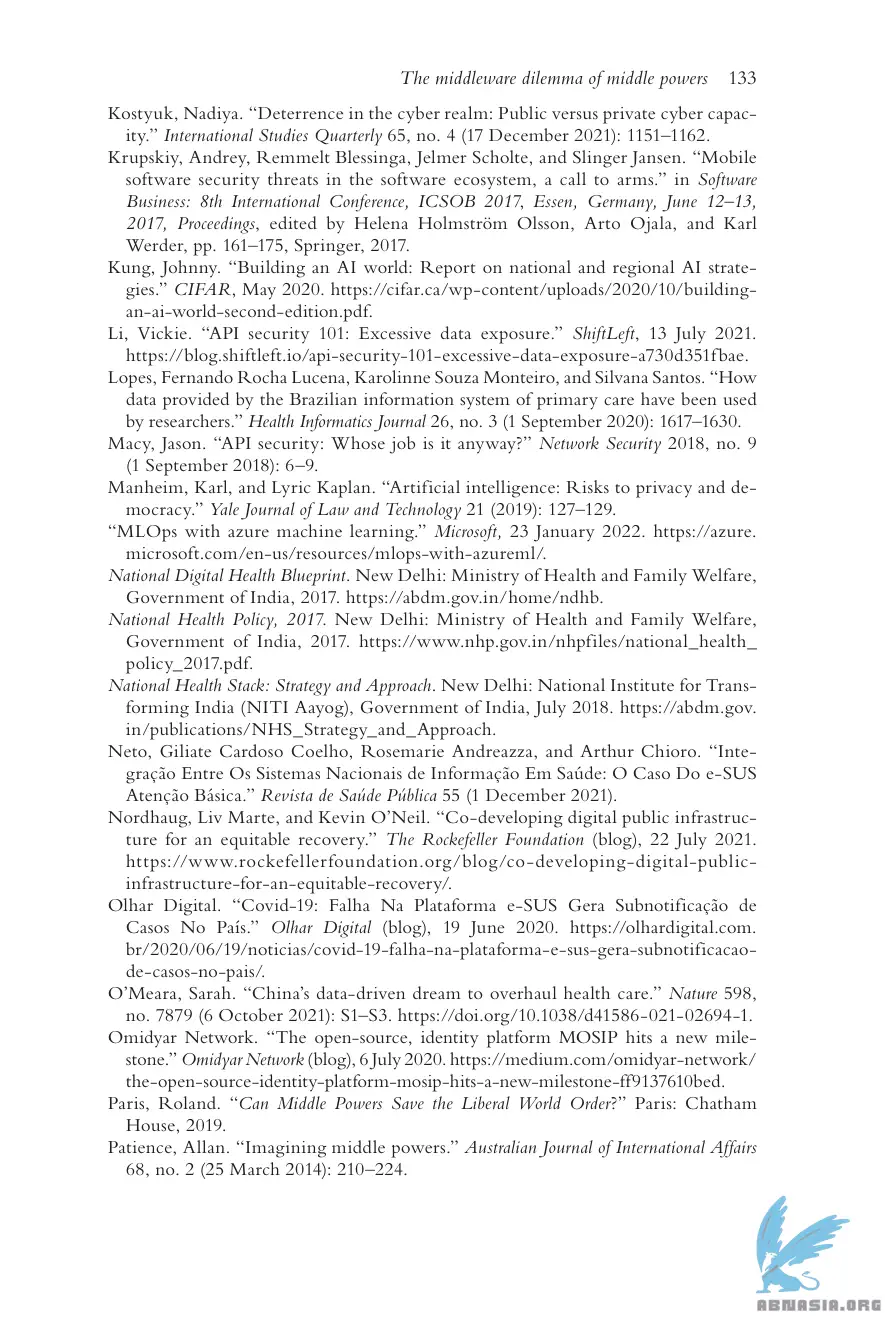 The middleware dilemma of middle powers 133
Kostyuk, Nadiya. “Deterrence in the cyber realm: Public versus private cyber capac-
ity.” International Studies Quarterly 65, no. 4 (17 December 2021): 1151–1162.
Krupskiy, Andrey, Remmelt Blessinga, Jelmer Scholte, and Slinger Jansen. “Mobile
software security threats in the software ecosystem, a call to arms.” in Software
Business: 8th International Conference, ICSOB 2017, Essen, Germany, June 12–13,
2017, Proceedings, edited by Helena Holmström Olsson, Arto Ojala, and Karl
Werder, pp. 161–175, Springer, 2017.
Kung, Johnny. “Building an AI world: Report on national and regional AI strate-
gies.” CIFAR, May 2020. https://cifar.ca/wp-content/uploads/2020/10/building-
an-ai-world-second-edition.pdf.
Li, Vickie. “API security 101: Excessive data exposure.” ShiftLeft, 13 July 2021.
https://blog.shiftleft.io/api-security-101-excessive-data-exposure-a730d351fbae.
Lopes, Fernando Rocha Lucena, Karolinne Souza Monteiro, and Silvana Santos. “How
data provided by the Brazilian information system of primary care have been used
by researchers.” Health Informatics Journal 26, no. 3 (1 September 2020): 1617–1630.
Macy, Jason. “API security: Whose job is it anyway?” Network Security 2018, no. 9
(1 September 2018): 6–9.
Manheim, Karl, and Lyric Kaplan. “Artificial intelligence: Risks to privacy and de-
mocracy.” Yale Journal of Law and Technology 21 (2019): 127–129.
“MLOps with azure machine learning.” Microsoft, 23 January 2022. https://azure.
microsoft.com/en-us/resources/mlops-with-azureml/.
National Digital Health Blueprint. New Delhi: Ministry of Health and Family Welfare,
Government of India, 2017. https://abdm.gov.in/home/ndhb.
National Health Policy, 2017. New Delhi: Ministry of Health and Family Welfare,
Government of India, 2017. https://www.nhp.gov.in/nhpfiles/national_health_
policy_2017.pdf.
National Health Stack: Strategy and Approach. New Delhi: National Institute for Trans-
forming India (NITI Aayog), Government of India, July 2018. https://abdm.gov.
in/publications/NHS_Strategy_and_Approach.
Neto, Giliate Cardoso Coelho, Rosemarie Andreazza, and Arthur Chioro. “Inte-
gração Entre Os Sistemas Nacionais de Informação Em Saúde: O Caso Do e-SUS
Atenção Básica.” Revista de Saúde Pública 55 (1 December 2021).
Nordhaug, Liv Marte, and Kevin O’Neil. “Co-developing digital public infrastruc-
ture for an equitable recovery.” The Rockefeller Foundation (blog), 22 July 2021.
https://www.rockefellerfoundation.org/blog/co-developing-digital-public-
infrastructure-for-an-equitable-recovery/.
Olhar Digital. “Covid-19: Falha Na Plataforma e-SUS Gera Subnotificação de
Casos No País.” Olhar Digital (blog), 19 June 2020. https://olhardigital.com.
br/2020/06/19/noticias/covid-19-falha-na-plataforma-e-sus-gera-subnotificacao-
de-casos-no-pais/.
O’Meara, Sarah. “China’s data-driven dream to overhaul health care.” Nature 598,
no. 7879 (6 October 2021): S1–S3. https://doi.org/10.1038/d41586-021-02694-1.
Omidyar Network. “The open-source, identity platform MOSIP hits a new mile-
stone.” Omidyar Network (blog), 6 July 2020. https://medium.com/omidyar-network/
the-open-source-identity-platform-mosip-hits-a-new-milestone-ff9137610bed.
Paris, Roland. “Can Middle Powers Save the Liberal World Order?” Paris: Chatham
House, 2019.
Patience, Allan. “Imagining middle powers.” Australian Journal of International Affairs
68, no. 2 (25 March 2014): 210–224.
ABNASIA.ORG